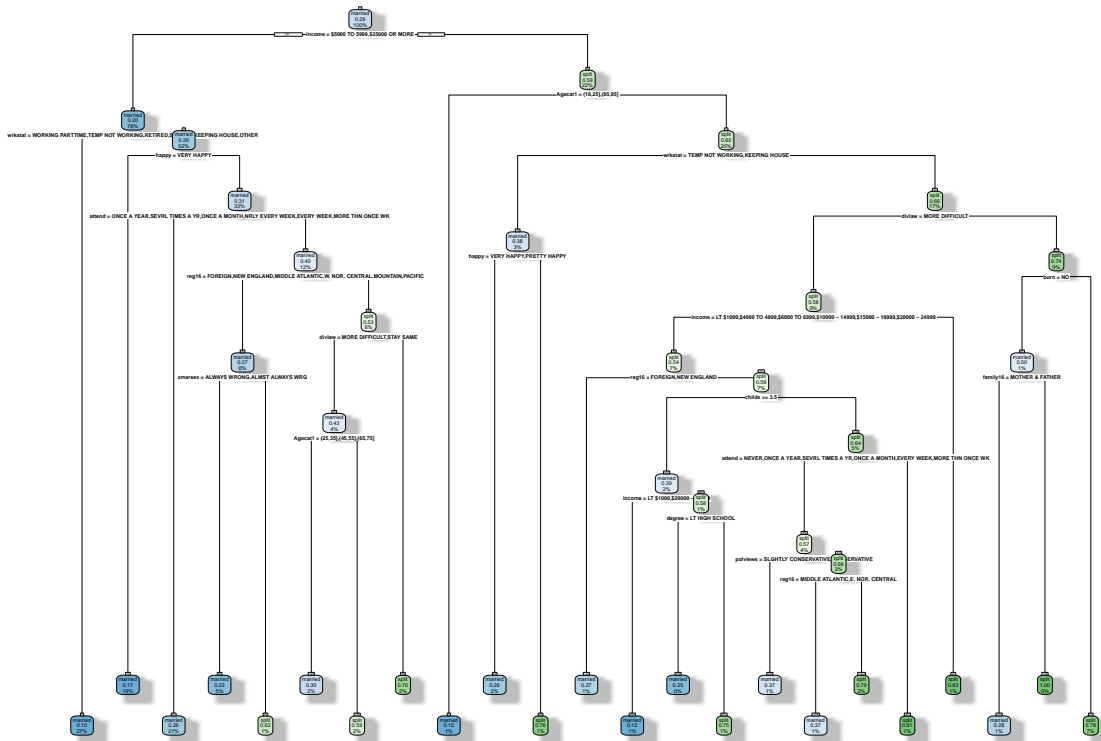 married
0.29
100%
income = $5000 TO 5999,$25000 OR MORE
split
0.59
22%
Agecat1 = (18,25],(85,95]
married
0.20
78%
wrkstat = WORKING PARTTIME,TEMP NOT WORKING,RETIRED, KEEPING HOUSE,OTHER
married
0.26
52%
split
0.62
20%
happy = VERY HAPPY
wrkstat = TEMP NOT WORKING,KEEPING HOUSE
married
0.31
33%
split
0.66
17%
attend = ONCE A YEAR,SEVRL TIMES A YR,ONCE A MONTH,NRLY EVERY WEEK,EVERY WEEK,MORE THN ONCE WK
divlaw = MORE DIFFICULT
married
0.38
3%
married
0.40
12%
split
0.74
9%
happy = VERY HAPPY,PRETTY HAPPY
reg16 = FOREIGN,NEW ENGLAND,MIDDLE ATLANTIC,W. NOR. CENTRAL,MOUNTAIN,PACIFIC
born = NO
split
0.58
9%
split
0.53
6%
income = LT $1000,$4000 TO 4999,$6000 TO 6999,$10000 – 14999,$15000 – 19999,$20000 – 24999
divlaw = MORE DIFFICULT,STAY SAME
married
0.27
6%
split
0.54
7%
married
0.50
1%
xmarsex = ALWAYS WRONG,ALMST ALWAYS WRG
reg16 = FOREIGN,NEW ENGLAND
family16 = MOTHER & FATHER
split
0.58
7%
childs >= 3.5
married
0.43
4%
Agecat1 = (25,35],(45,55],(65,75]
split
0.64
5%
attend = NEVER,ONCE A YEAR,SEVRL TIMES A YR,ONCE A MONTH,EVERY WEEK,MORE THN ONCE WK
married
0.39
2%
income = LT $1000,$20000
split
0.58
1%
degree = LT HIGH SCHOOL
split
0.57
4%
polviews = SLGHTLY CONSERVATIVE
split
0.66
3%
reg16 = MIDDLE ATLANTIC,E. NOR. CENTRAL
married
0.17
19%
married
0.22
5%
married
0.30
2%
split
0.70
2%
married
0.26
2%
married
0.27
1%
married
0.25
0%
married
0.37
1%
split
0.79
2%
split
0.83
1%
split
1.00
0%
married
0.10
27%
married
0.26
21%
split
0.62
1%
split
0.59
2%
married
0.15
1%
split
0.76
1%
married
0.12
1%
split
0.75
1%
married
0.37
1%
split
0.91
1%
married
0.28
1%
split
0.78
7%